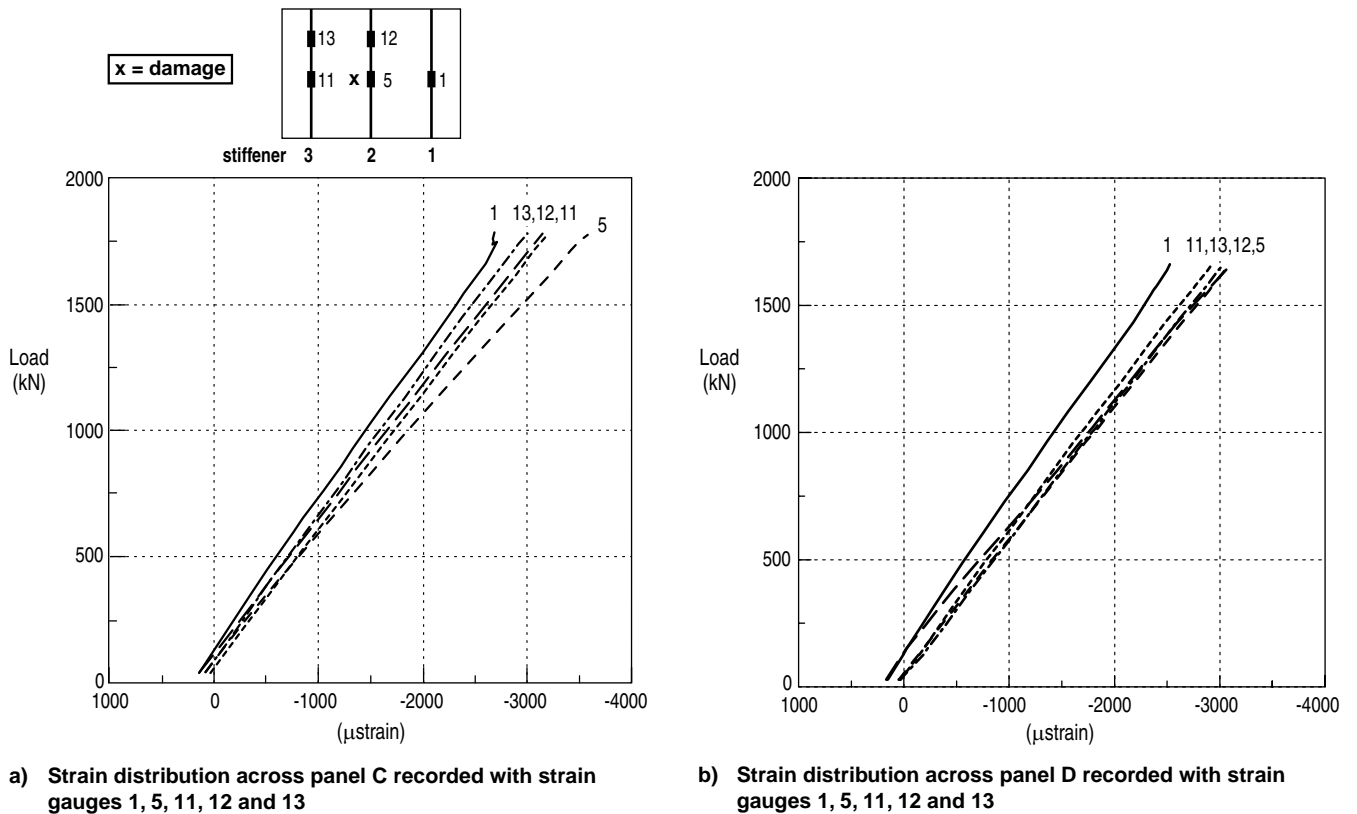 x = damage
13 12
11 x 5 1
stiffener 3 2 1
2000
1500
Load
(kN)
1000
500
0
1 13,12,11 5
1000 0 -1000 -2000 -3000 -4000
(μstrain)
a) Strain distribution across panel C recorded with strain
gauges 1, 5, 11, 12 and 13
2000
1500
Load
(kN)
1000
500
0
1 11,13,12,5
1000 0 -1000 -2000 -3000 -4000
(μstrain)
b) Strain distribution across panel D recorded with strain
gauges 1, 5, 11, 12 and 13